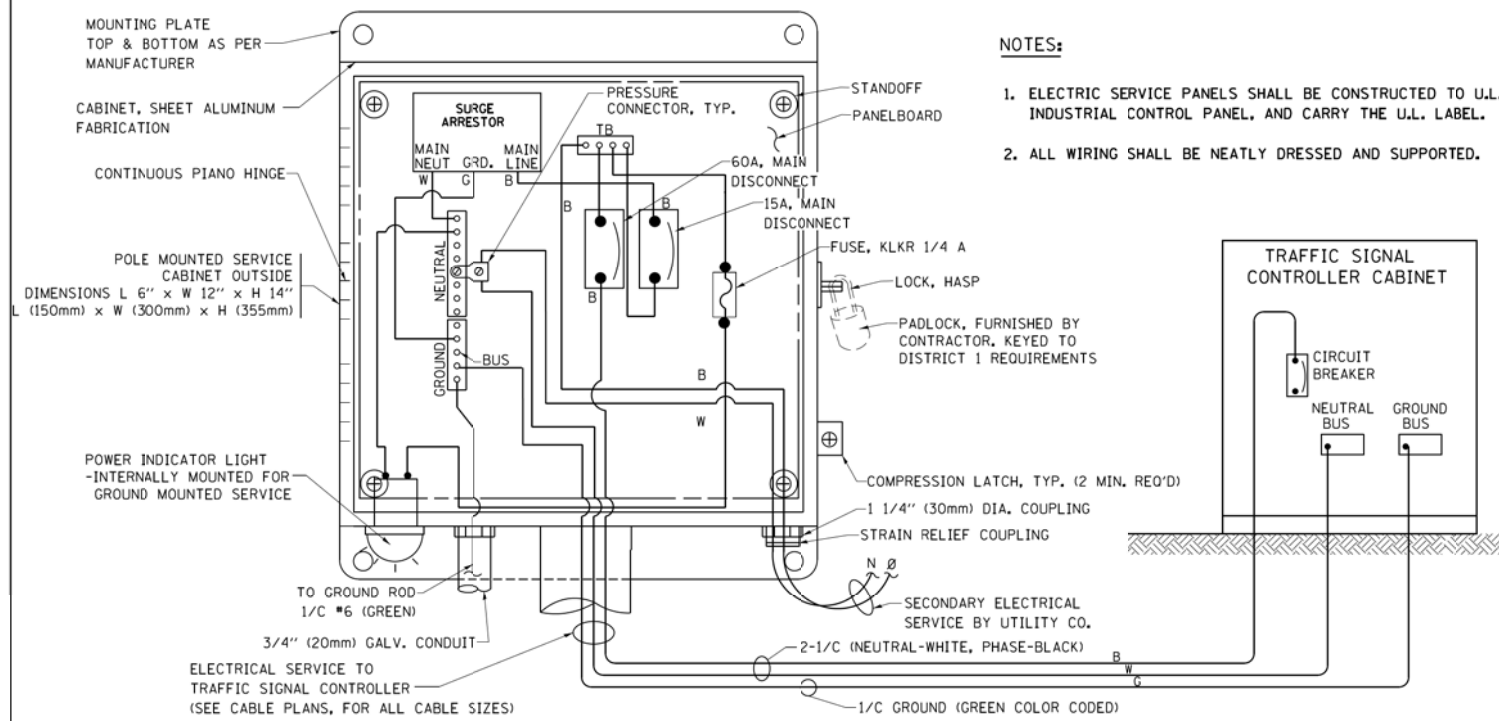 MOUNTING PLATE
TOP & BOTTOM AS PER
MANUFACTURER
CABINET, SHEET ALUMINUM
FABRICATION
CONTINUOUS PIANO HINGE
POLE MOUNTED SERVICE
CABINET OUTSIDE
DIMENSIONS L 6" x W 12" x H 14"
L (150mm) x W (300mm) x H (355mm)
POWER INDICATOR LIGHT
-INTERNALLY MOUNTED FOR
GROUND MOUNTED SERVICE
SURGE
ARRESTOR
MAIN
NEUT
GRD.
MAIN
LINE
W
G
B
PRESSURE
CONNECTOR, TYP.
TB
STANDOFF
PANELBOARD
60A, MAIN
DISCONNECT
15A, MAIN
DISCONNECT
B
B
B
NEUTRAL
GROUND
BUS
FUSE, KLKR 1/4 A
LOCK, HASP
PADLOCK, FURNISHED BY
CONTRACTOR. KEYED TO
DISTRICT 1 REQUIREMENTS
B
W
COMPRESSION LATCH, TYP. (2 MIN. REQ'D)
1 1/4" (30mm) DIA. COUPLING
STRAIN RELIEF COUPLING
N Ø
SECONDARY ELECTRICAL
SERVICE BY UTILITY CO.
TO GROUND ROD
1/C #6 (GREEN)
3/4" (20mm) GALV. CONDUIT
ELECTRICAL SERVICE TO
TRAFFIC SIGNAL CONTROLLER
(SEE CABLE PLANS, FOR ALL CABLE SIZES)
2-1/C (NEUTRAL-WHITE, PHASE-BLACK)
B
W
G
1/C GROUND (GREEN COLOR CODED)
NOTES:
1. ELECTRIC SERVICE PANELS SHALL BE CONSTRUCTED TO U.L.
INDUSTRIAL CONTROL PANEL, AND CARRY THE U.L. LABEL.
2. ALL WIRING SHALL BE NEATLY DRESSED AND SUPPORTED.
TRAFFIC SIGNAL
CONTROLLER CABINET
CIRCUIT
BREAKER
NEUTRAL
BUS
GROUND
BUS